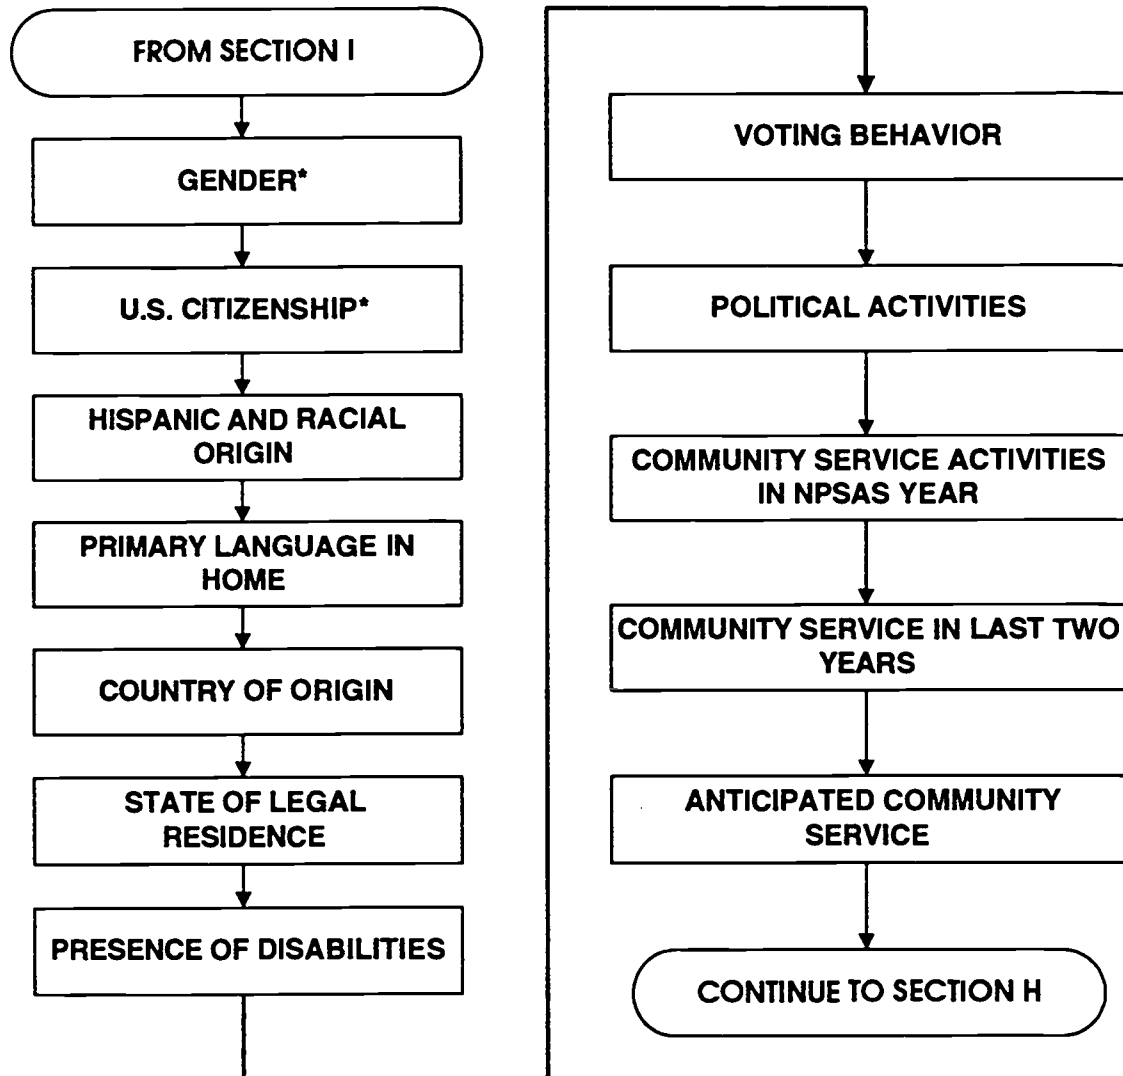 FROM SECTION I
GENDER*
U.S. CITIZENSHIP*
HISPANIC AND RACIAL
ORIGIN
PRIMARY LANGUAGE IN
HOME
COUNTRY OF ORIGIN
STATE OF LEGAL
RESIDENCE
PRESENCE OF DISABILITIES
VOTING BEHAVIOR
POLITICAL ACTIVITIES
COMMUNITY SERVICE ACTIVITIES
IN NPSAS YEAR
COMMUNITY SERVICE IN LAST TWO
YEARS
ANTICIPATED COMMUNITY
SERVICE
CONTINUE TO SECTION H